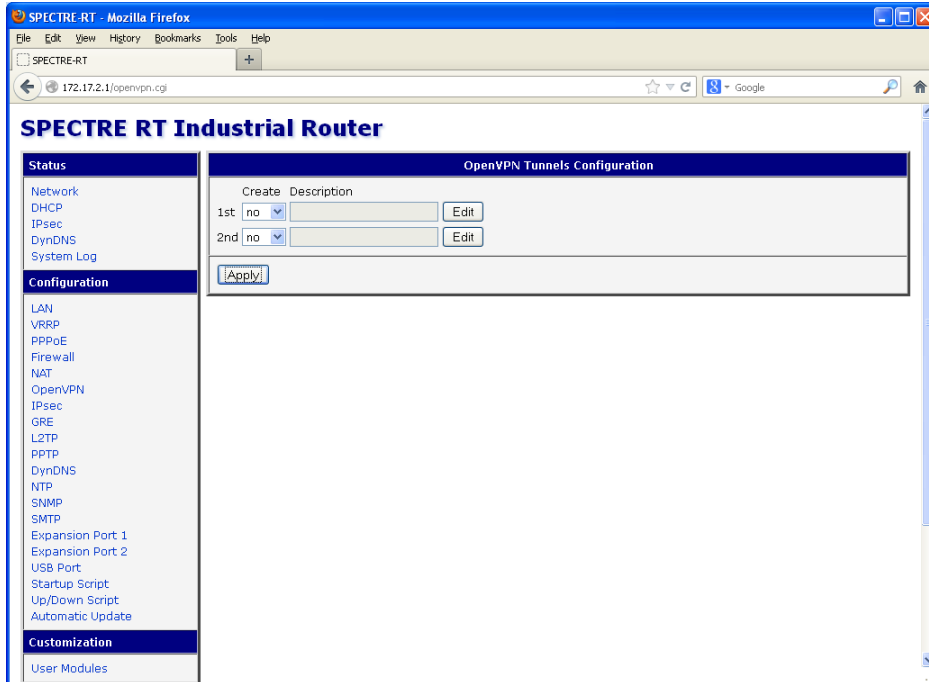 SPECTRE-RT - Mozilla Firefox
File Edit View History Bookmarks Tools Help
SPECTRE-RT +
172.17.2.1/openvpn.cgi
8 Google
SPECTRE RT Industrial Router
Status
Network
DHCP
IPsec
DynDNS
System Log
Configuration
LAN
VRRP
PPPoE
Firewall
NAT
OpenVPN
IPsec
GRE
L2TP
PPTP
DynDNS
NTP
SNMP
SMTP
Expansion Port 1
Expansion Port 2
USB Port
Startup Script
Up/Down Script
Automatic Update
Customization
User Modules
OpenVPN Tunnels Configuration
Create Description
1st no Edit
2nd no Edit
Apply